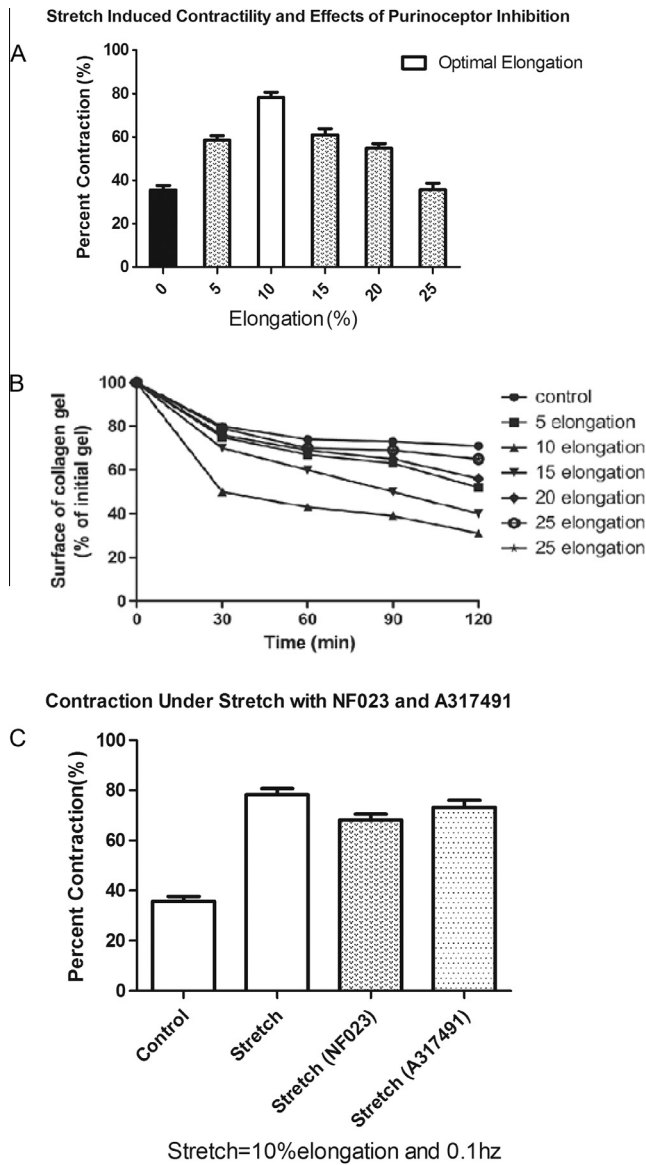 Stretch Induced Contractility and Effects of Purinoceptor Inhibition
A
Percent Contraction (%)
100
80
60
40
20
0
Optimal Elongation
0 5 10 15 20 25
Elongation (%)
B
Surface of collagen gel
(% of initial gel)
100
80
60
40
20
0
0 30 60 90 120
Time (min)
control
5 elongation
10 elongation
15 elongation
20 elongation
25 elongation
25 elongation
Contraction Under Stretch with NF023 and A317491
C
Percent Contraction(%)
100
80
60
40
20
0
Control
Stretch
Stretch (NF023)
Stretch (A317491)
Stretch=10%elongation and 0.1hz